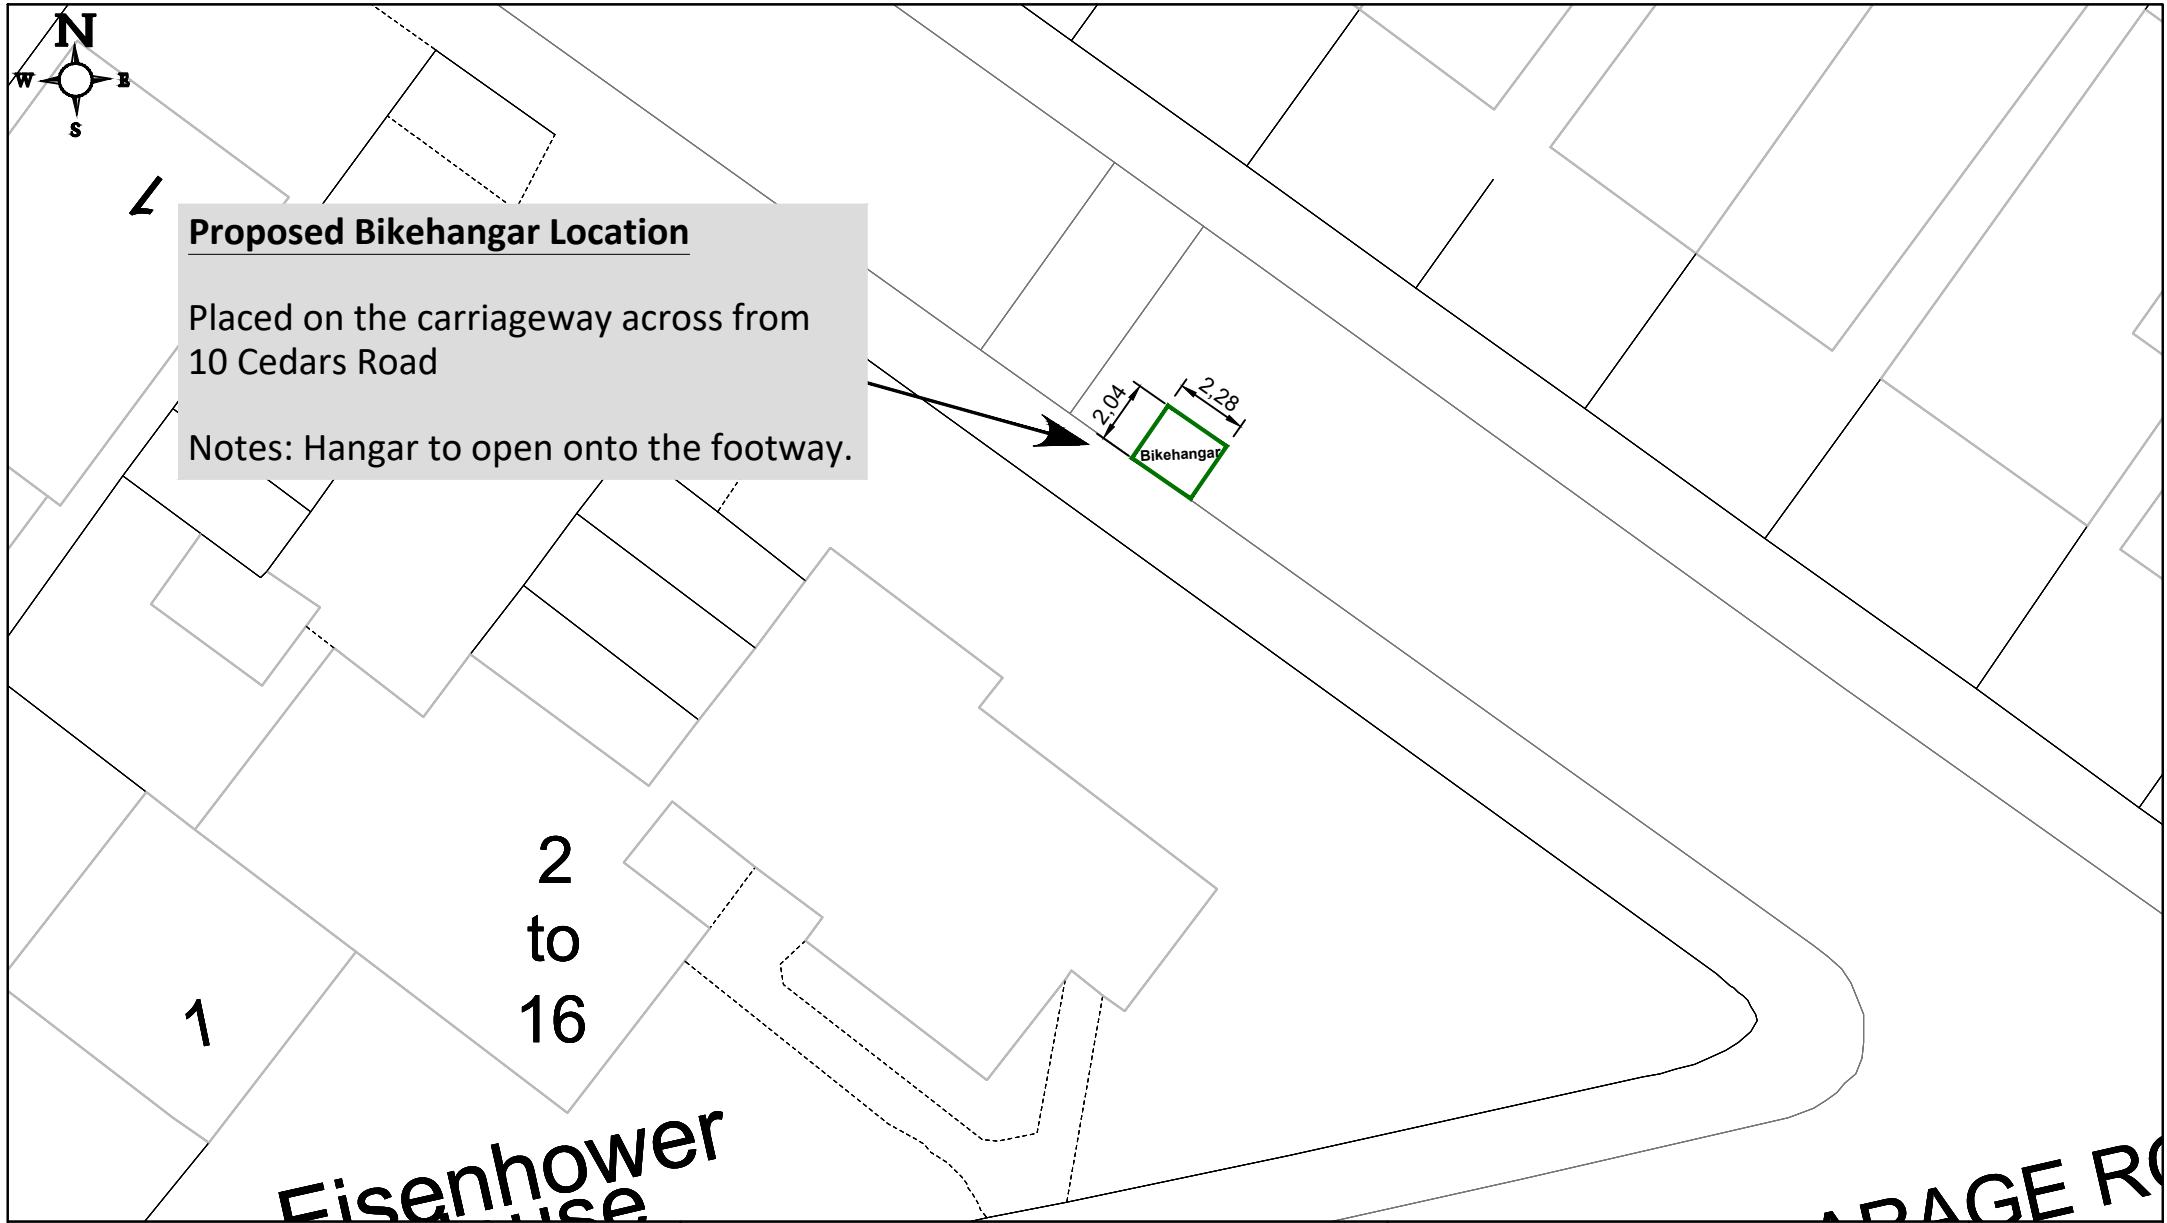 N
W E
S
1
Proposed Bikehangar Location
Placed on the carriageway across from
10 Cedars Road
Notes: Hangar to open onto the footway.
2,04
2,28
Bikehangar
2
to
16
1
Eisenhower